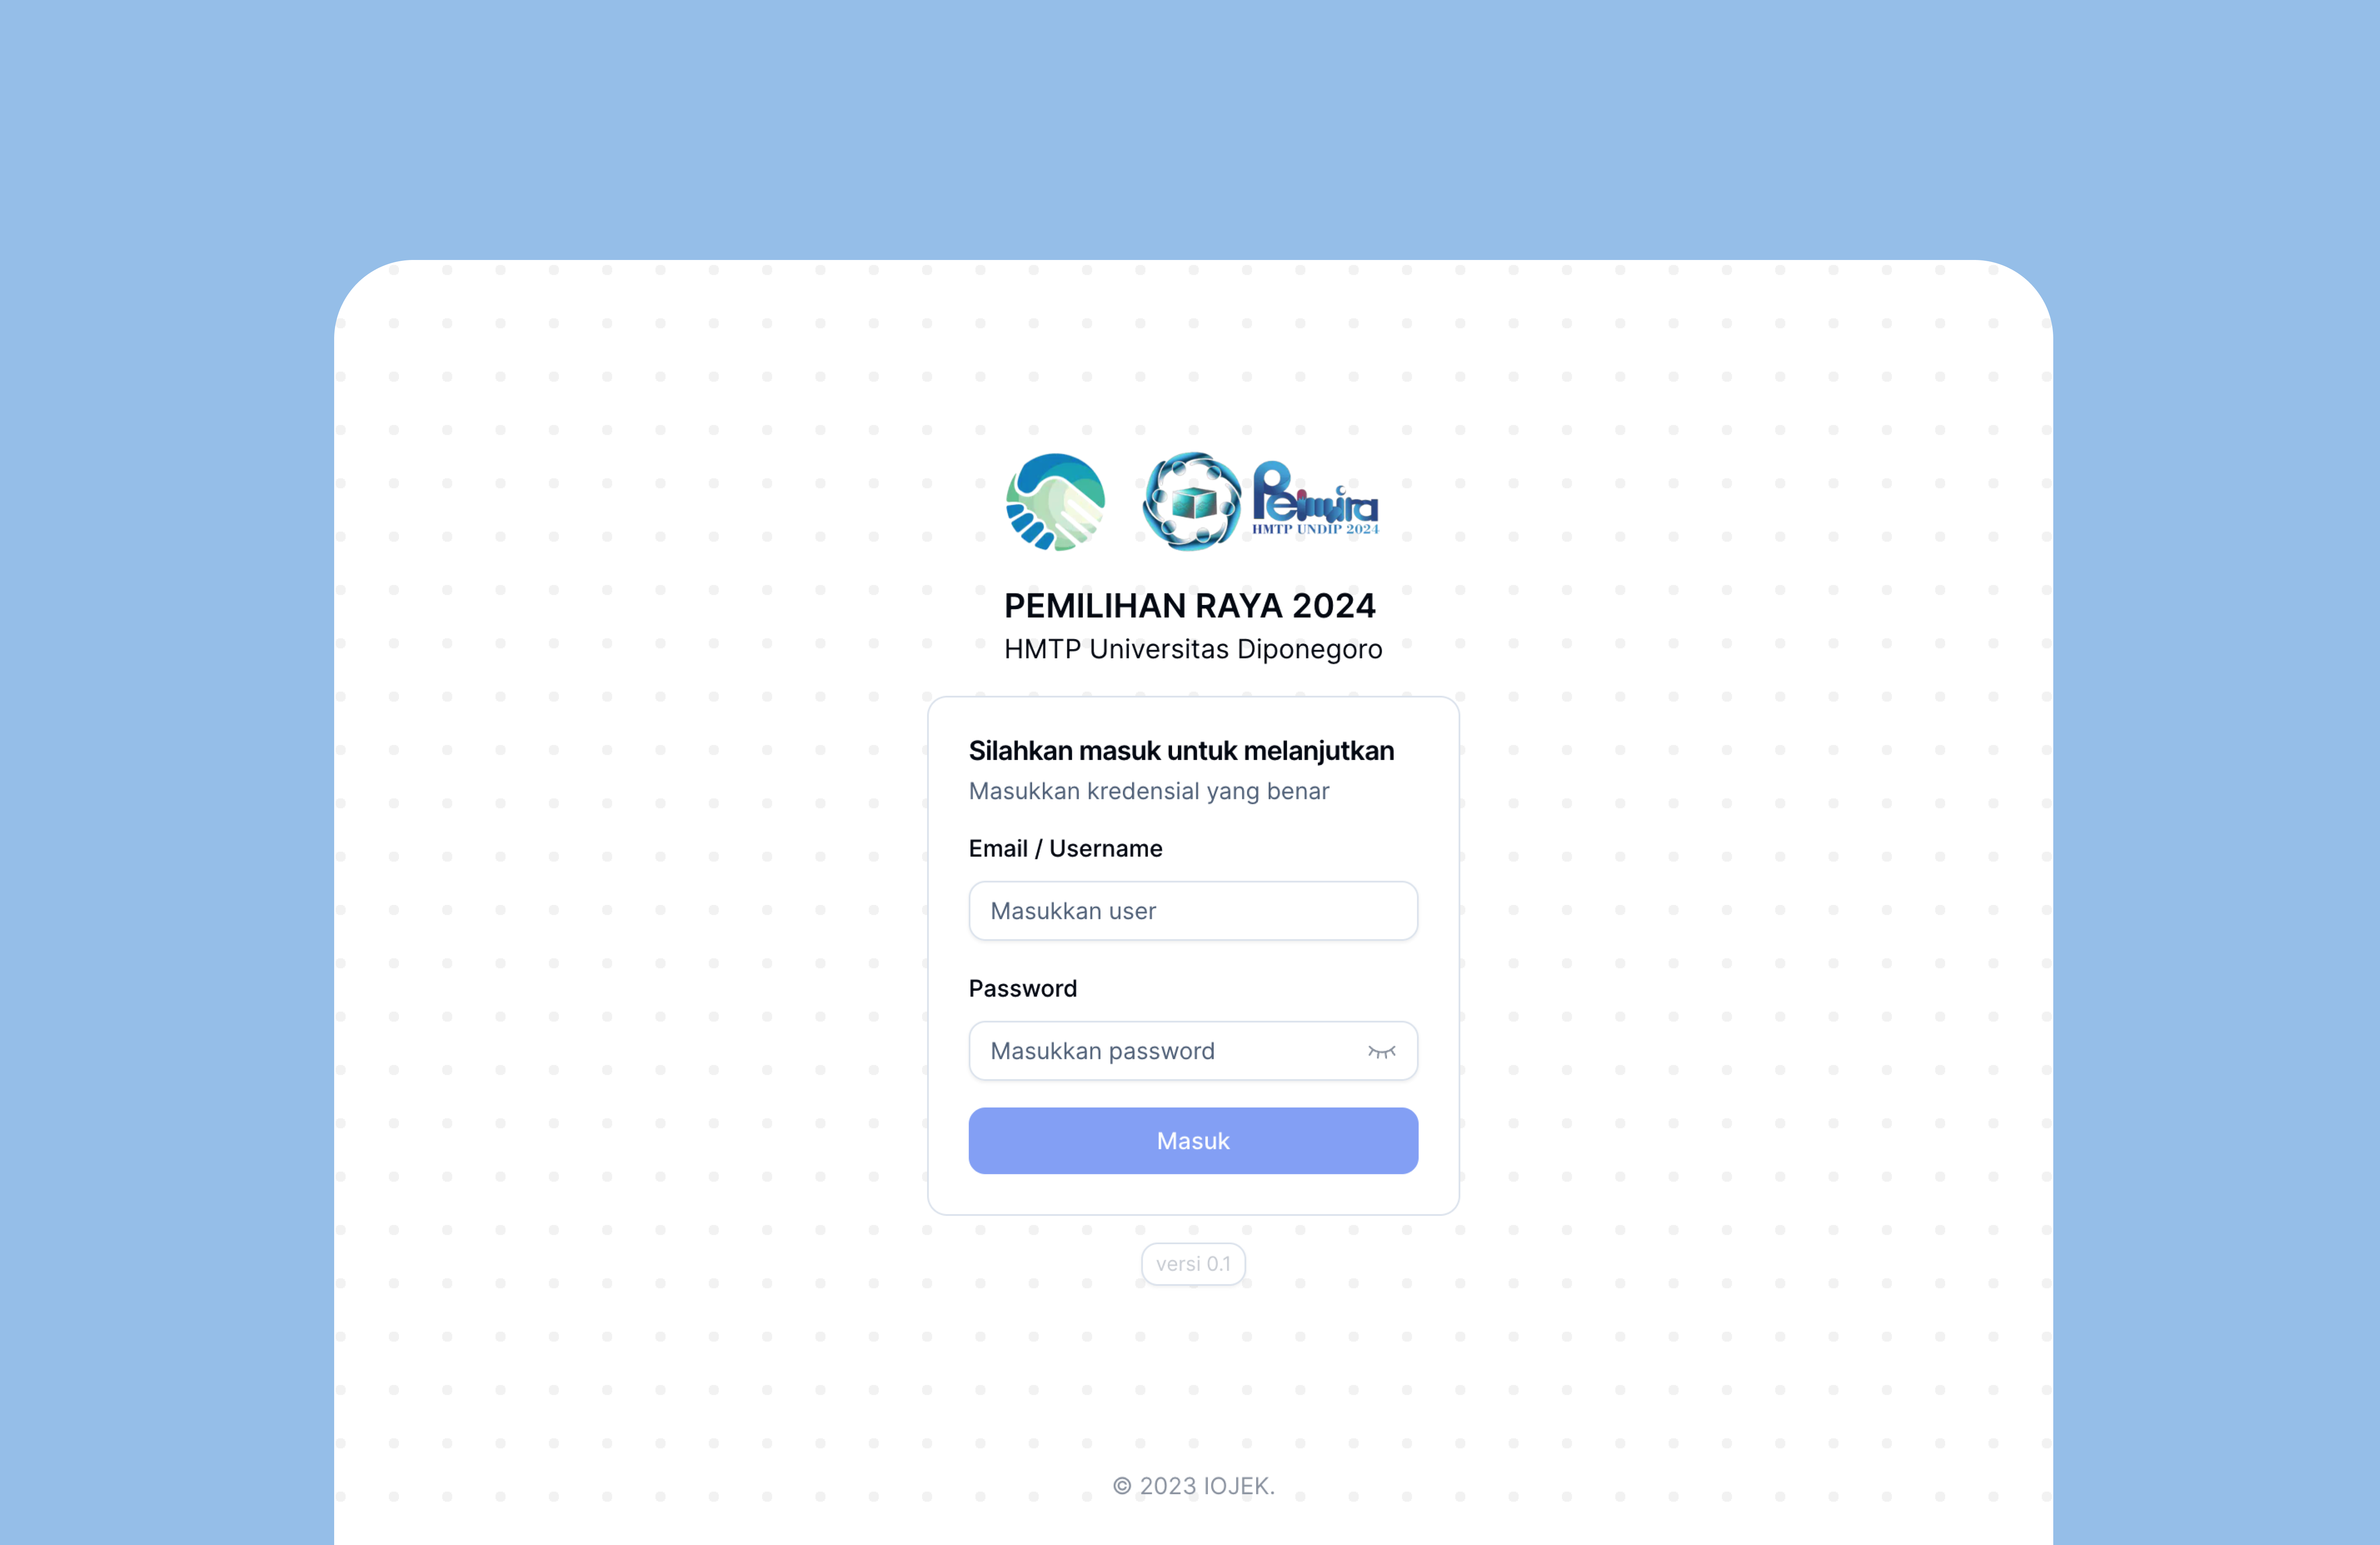 Pemira
HMTP UNDIP 2024
PEMILIHAN RAYA 2024
HMTP Universitas Diponegoro
Silahkan masuk untuk melanjutkan
Masukkan kredensial yang benar
Email / Username
Masukkan user
Password
Masukkan password
Masuk
versi 0.1
© 2023 IOJEK.